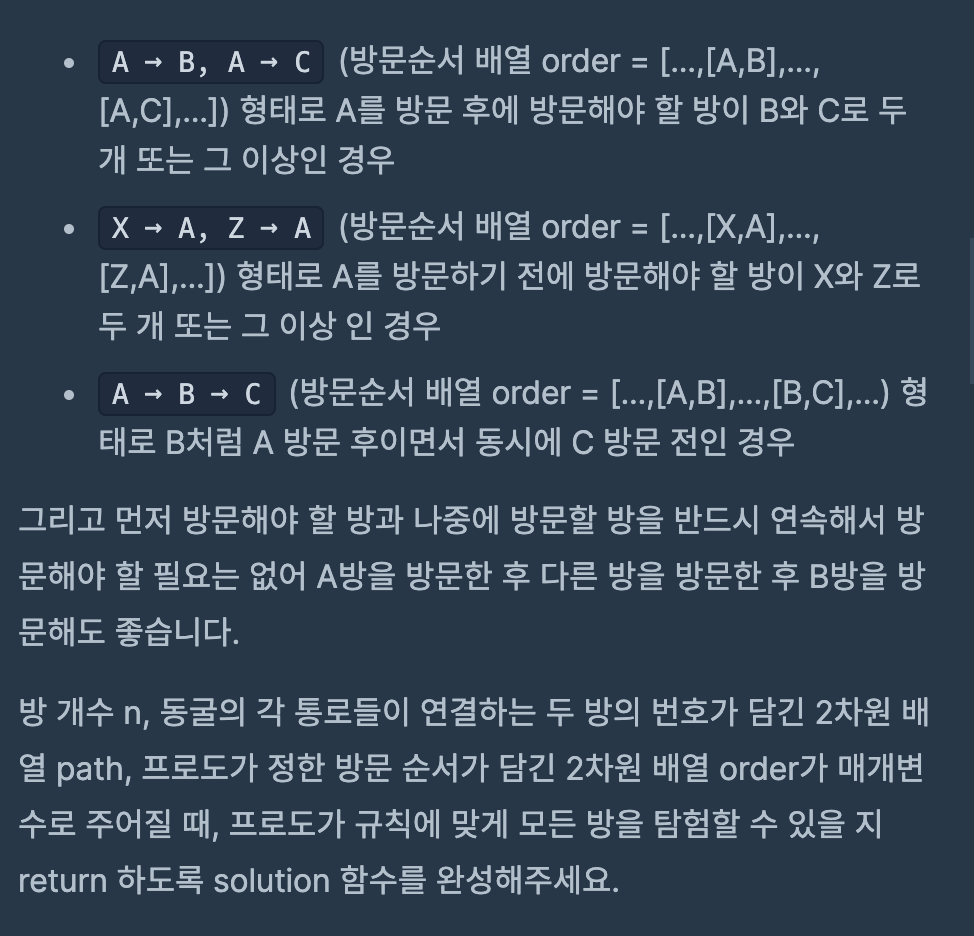 • A → B, A → C (방문순서 배열 order = [...,[A,B],...,
[A,C],...]) 형태로 A를 방문 후에 방문해야 할 방이 B와 C로 두
개 또는 그 이상인 경우
• X → A, Z → A (방문순서 배열 order = [...,[X,A],...,
[Z,A],...]) 형태로 A를 방문하기 전에 방문해야 할 방이 X와 Z로
두 개 또는 그 이상 인 경우
• A → B → C (방문순서 배열 order = [...,[A,B],...,[B,C],...) 형
태로 B처럼 A 방문 후이면서 동시에 C 방문 전인 경우
그리고 먼저 방문해야 할 방과 나중에 방문할 방을 반드시 연속해서 방
문해야 할 필요는 없어 A방을 방문한 후 다른 방을 방문한 후 B방을 방
문해도 좋습니다.
방 개수 n, 동굴의 각 통로들이 연결하는 두 방의 번호가 담긴 2차원 배
열 path, 프로도가 정한 방문 순서가 담긴 2차원 배열 order가 매개변
수로 주어질 때, 프로도가 규칙에 맞게 모든 방을 탐험할 수 있을 지
return 하도록 solution 함수를 완성해주세요.